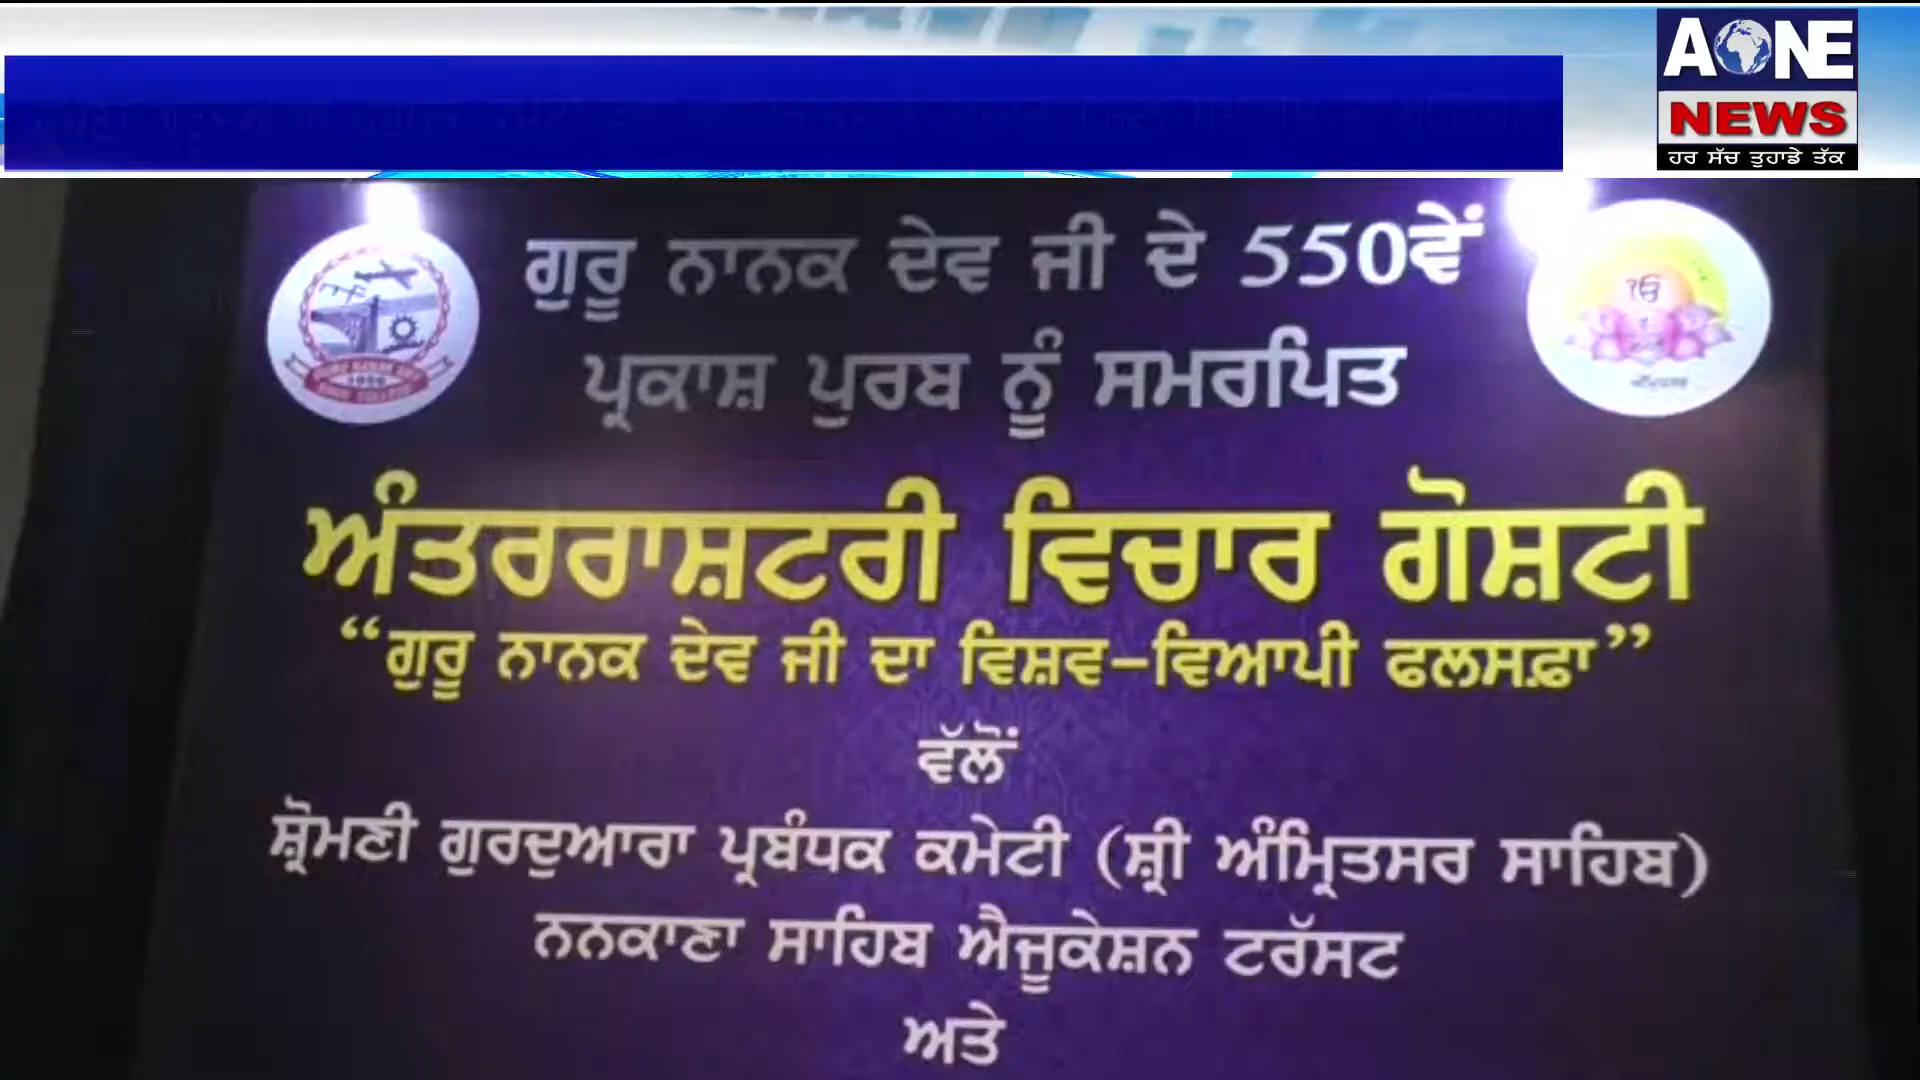 A NE
NEWS
ਹਰ ਸੱਚ ਤੁਹਾਡੇ ਤੱਕ
ਗੁਰੂ ਨਾਨਕ ਦੇਵ ਜੀ ਦੇ 550ਵੇਂ
ਪ੍ਰਕਾਸ਼ ਪੁਰਬ ਨੂੰ ਸਮਰਪਿਤ
ਅੰਤਰਰਾਸ਼ਟਰੀ ਵਿਚਾਰ ਗੋਸ਼ਟੀ
“ਗੁਰੂ ਨਾਨਕ ਦੇਵ ਜੀ ਦਾ ਵਿਸ਼ਵ-ਵਿਆਪੀ ਫਲਸਫ਼ਾ”
ਵੱਲੋਂ
ਸ਼੍ਰੋਮਣੀ ਗੁਰਦੁਆਰਾ ਪ੍ਰਬੰਧਕ ਕਮੇਟੀ (ਸ਼੍ਰੀ ਅੰਮ੍ਰਿਤਸਰ ਸਾਹਿਬ)
ਨਨਕਾਣਾ ਸਾਹਿਬ ਐਜੂਕੇਸ਼ਨ ਟਰੱਸਟ
ਅਤੇ